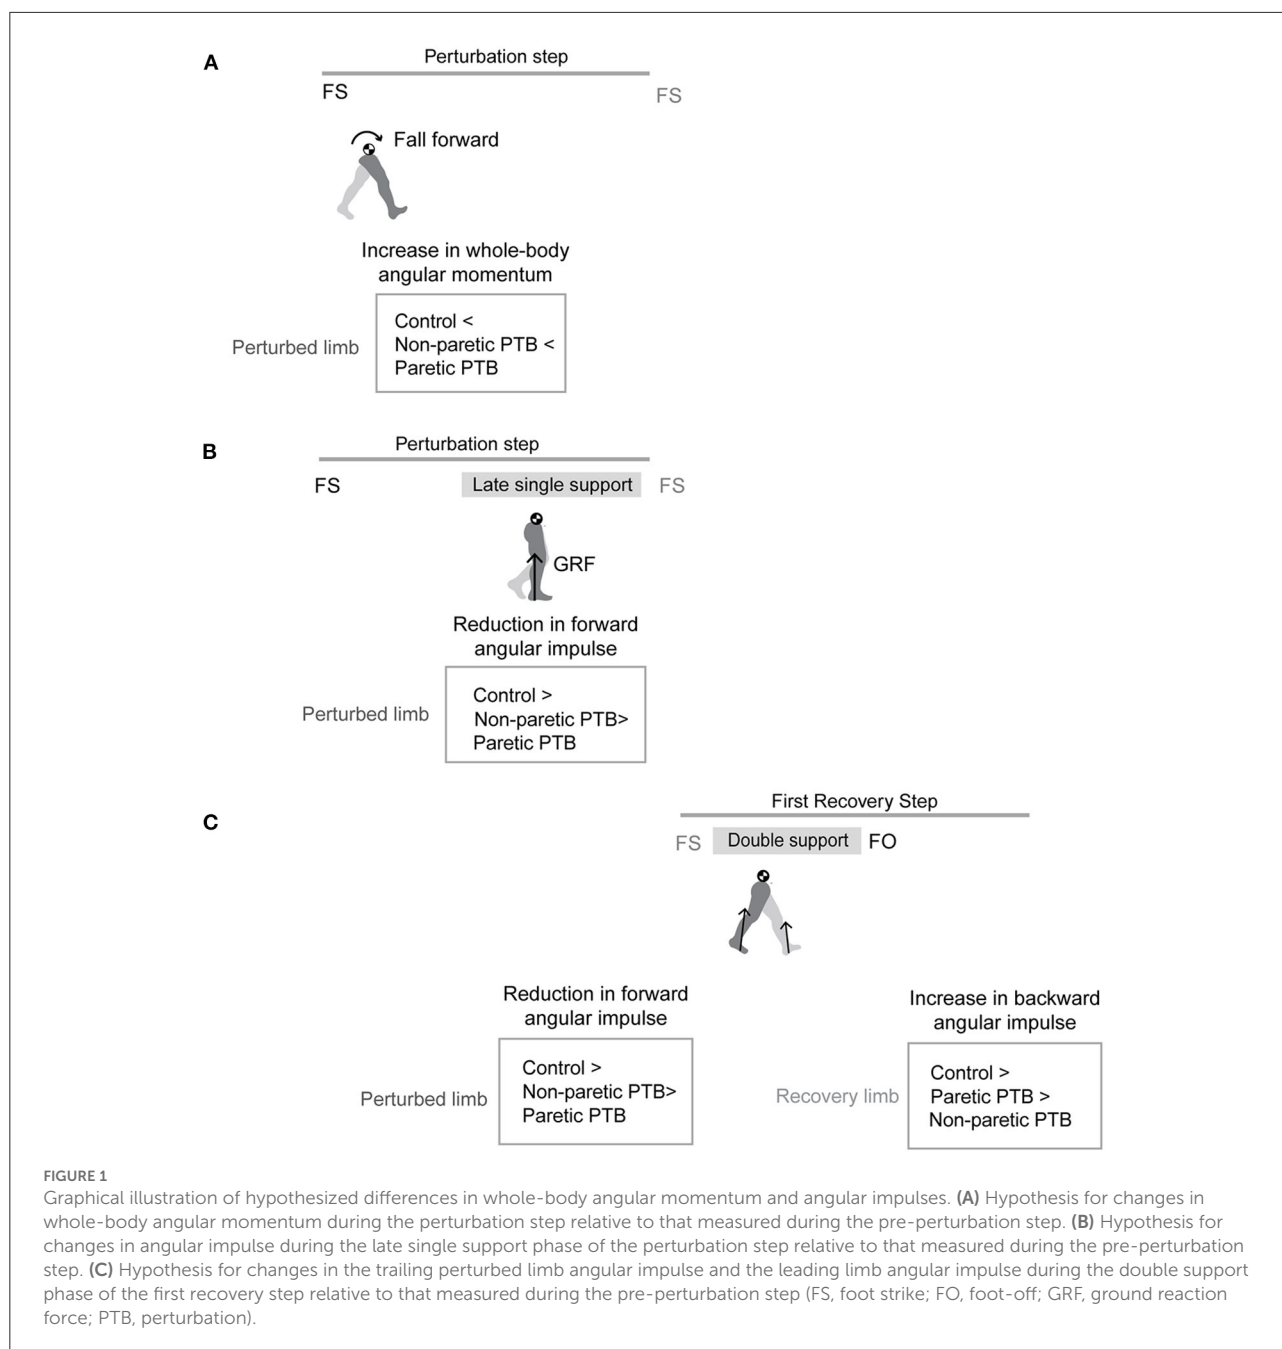 A
Perturbation step
FS
FS
Fall forward
Increase in whole-body
angular momentum
Perturbed limb
Control <
Non-paretic PTB <
Paretic PTB
B
Perturbation step
FS
Late single support
FS
GRF
Reduction in forward
angular impulse
Perturbed limb
Control >
Non-paretic PTB>
Paretic PTB
C
First Recovery Step
FS
Double support
FO
Reduction in forward
angular impulse
Perturbed limb
Control >
Non-paretic PTB>
Paretic PTB
Increase in backward
angular impulse
Recovery limb
Control >
Paretic PTB >
Non-paretic PTB
FIGURE 1
Graphical illustration of hypothesized differences in whole-body angular momentum and angular impulses. (A) Hypothesis for changes in
whole-body angular momentum during the perturbation step relative to that measured during the pre-perturbation step. (B) Hypothesis for
changes in angular impulse during the late single support phase of the perturbation step relative to that measured during the pre-perturbation
step. (C) Hypothesis for changes in the trailing perturbed limb angular impulse and the leading limb angular impulse during the double support
phase of the first recovery step relative to that measured during the pre-perturbation step (FS, foot strike; FO, foot-off; GRF, ground reaction
force; PTB, perturbation).